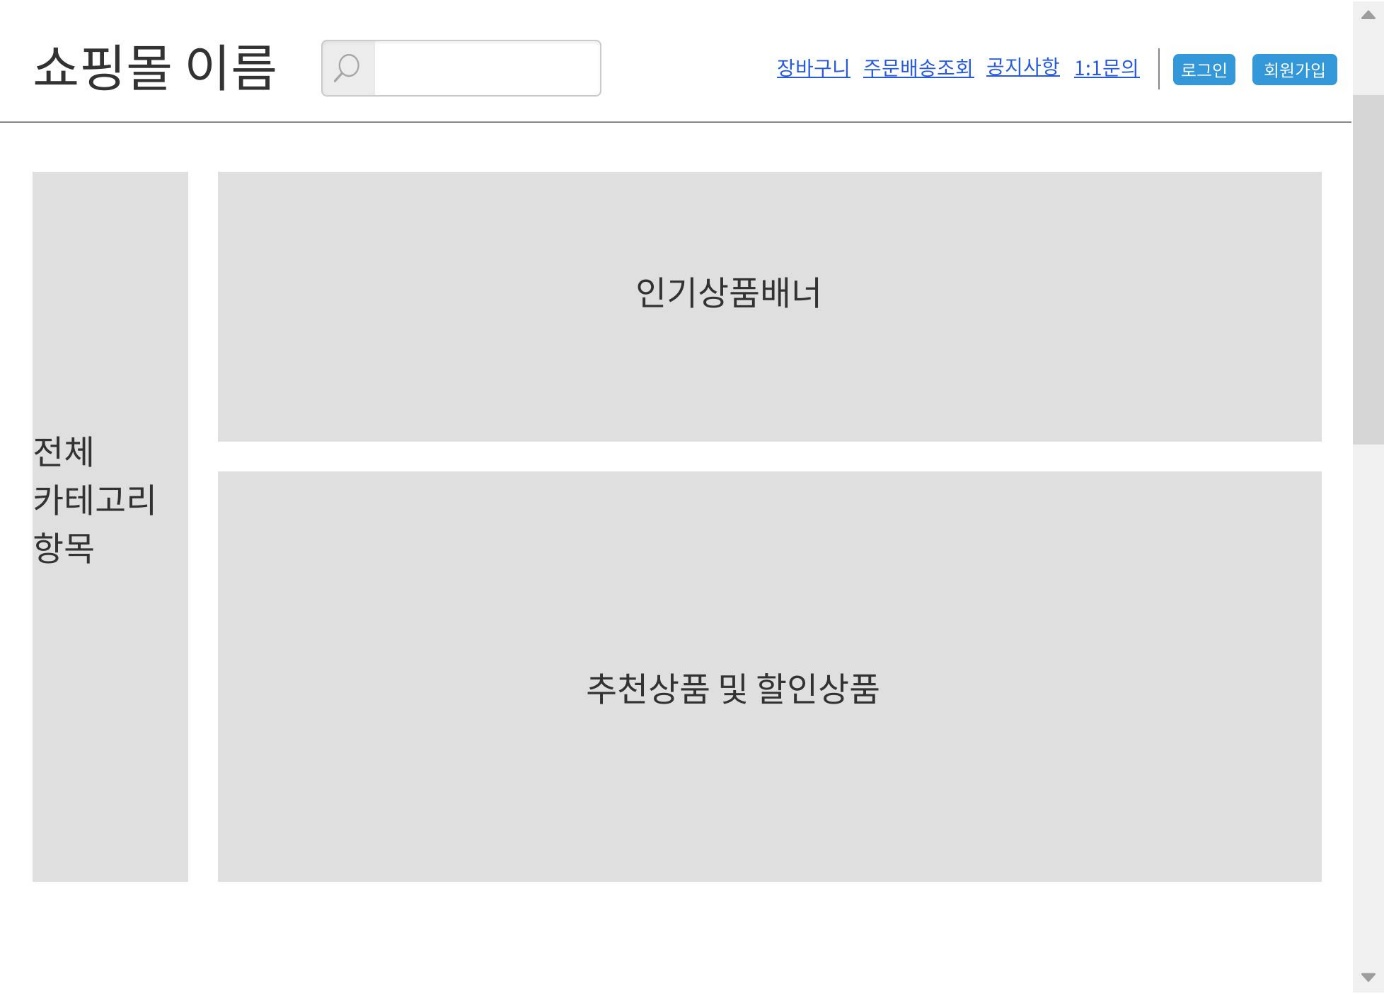 쇼핑몰 이름
장바구니 주문배송조회 공지사항 1:1문의 로그인 회원가입
인기상품배너
전체
카테고리
항목
추천상품 및 할인상품